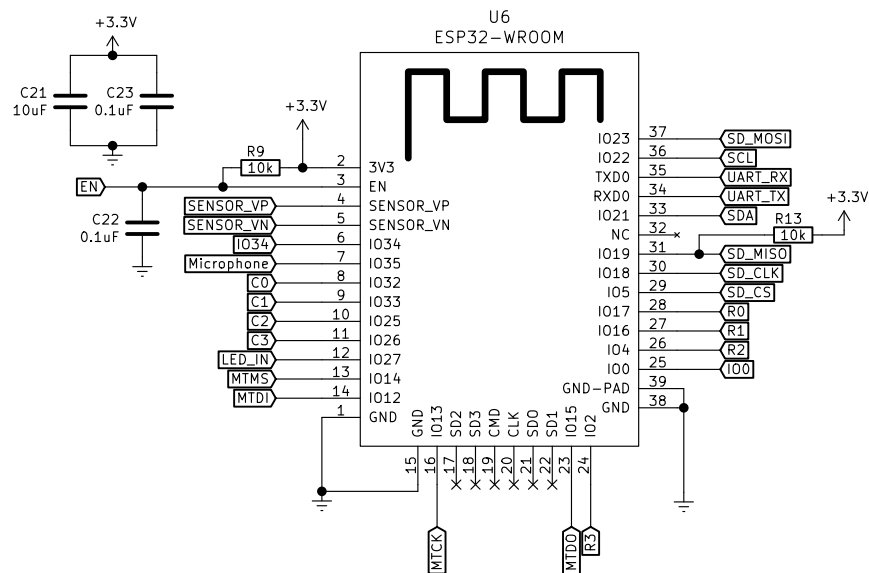 U6
ESP32-WROOM
+3.3V
C21
10uF
C23
0.1uF
+3.3V
R9
10k
EN
C22
0.1uF
2 3V3
3 EN
SENSOR_VP 4 SENSOR_VP
SENSOR_VN 5 SENSOR_VN
IO34 6 IO34
Microphone 7 IO35
C0 8 IO32
C1 9 IO33
C2 10 IO25
C3 11 IO26
LED_IN 12 IO27
MTMS 13 IO14
MTDI 14 IO12
1 GND
IO23 37 SD_MOSI
IO22 36 SCL
TXD0 35 UART_RX
RXD0 34 UART_TX
IO21 33 SDA
NC 32
+3.3V
R13
10k
IO19 31 SD_MISO
IO18 30 SD_CLK
IO5 29 SD_CS
IO17 28 R0
IO16 27 R1
IO4 26 R2
IO0 25 IO0
GND-PAD 39
GND 38
GND 15
IO13 16 MTCK
SD2 17
SD3 18
CMD 19
CLK 20
SD0 21
SD1 22
IO15 23 MTDO
IO2 24 R3